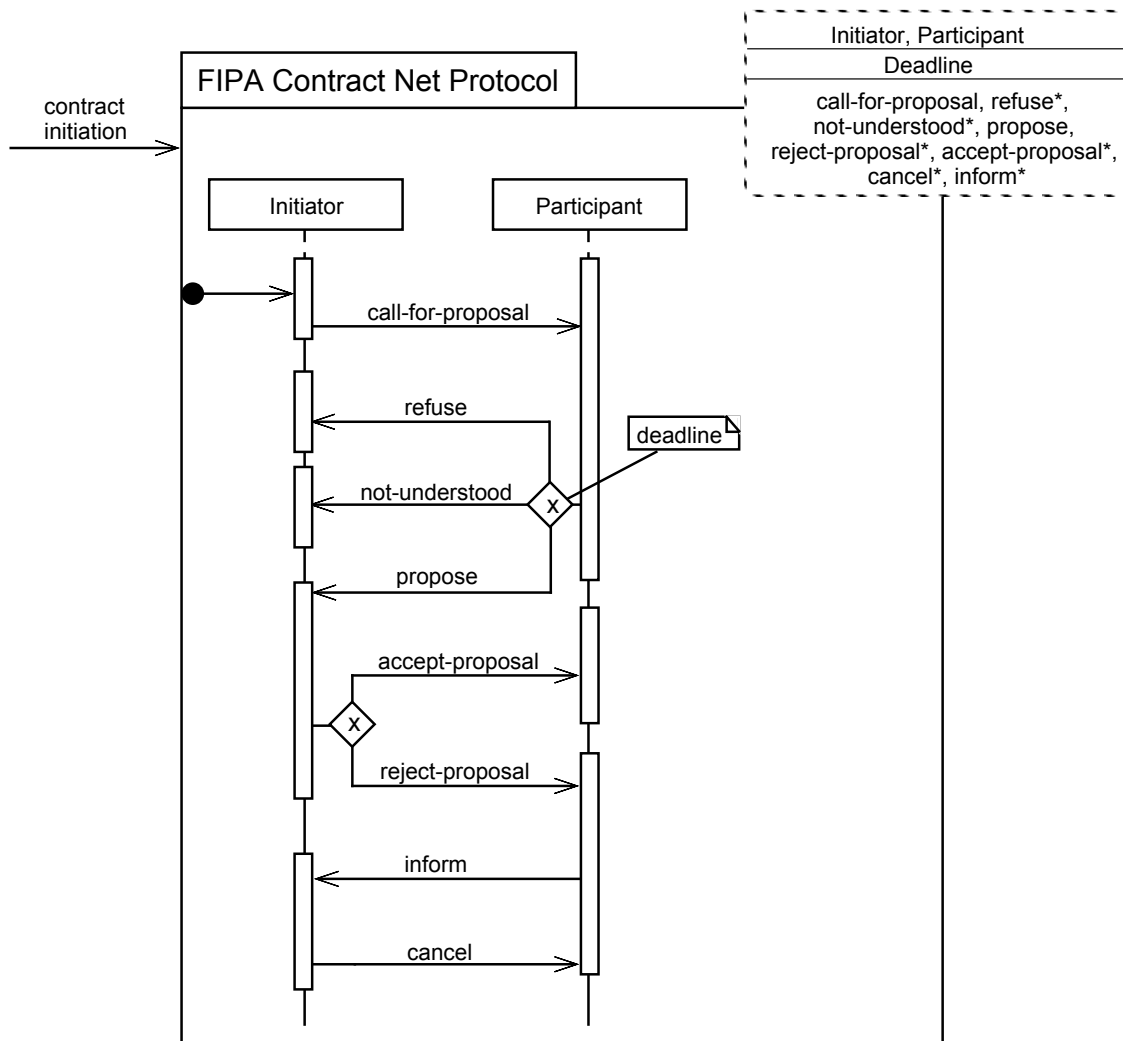 Initiator, Participant
Deadline
call-for-proposal, refuse*,
not-understood*, propose,
reject-proposal*, accept-proposal*,
cancel*, inform*
FIPA Contract Net Protocol
contract
initiation
Initiator
Participant
call-for-proposal
refuse
deadline
not-understood
x
propose
accept-proposal
x
reject-proposal
inform
cancel